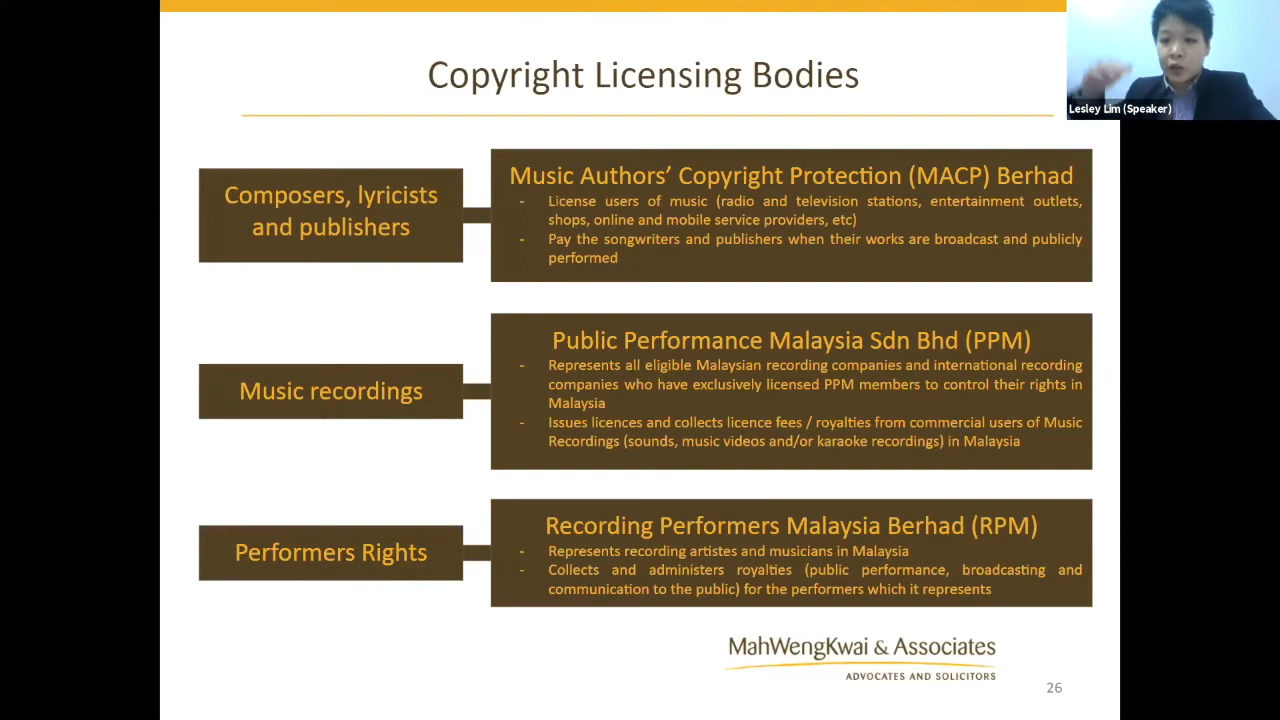 Copyright Licensing Bodies
Lesley Lim (Speaker)
Composers, lyricists
and publishers
Music Authors’ Copyright Protection (MACP) Berhad
- License users of music (radio and television stations, entertainment outlets,
shops, online and mobile service providers, etc)
- Pay the songwriters and publishers when their works are broadcast and publicly
performed
Music recordings
Public Performance Malaysia Sdn Bhd (PPM)
- Represents all eligible Malaysian recording companies and international recording
companies who have exclusively licensed PPM members to control their rights in
Malaysia
- Issues licences and collects licence fees / royalties from commercial users of Music
Recordings (sounds, music videos and/or karaoke recordings) in Malaysia
Performers Rights
Recording Performers Malaysia Berhad (RPM)
- Represents recording artistes and musicians in Malaysia
- Collects and administers royalties (public performance, broadcasting and
communication to the public) for the performers which it represents
MahWengKwai & Associates
ADVOCATES AND SOLICITORS
26